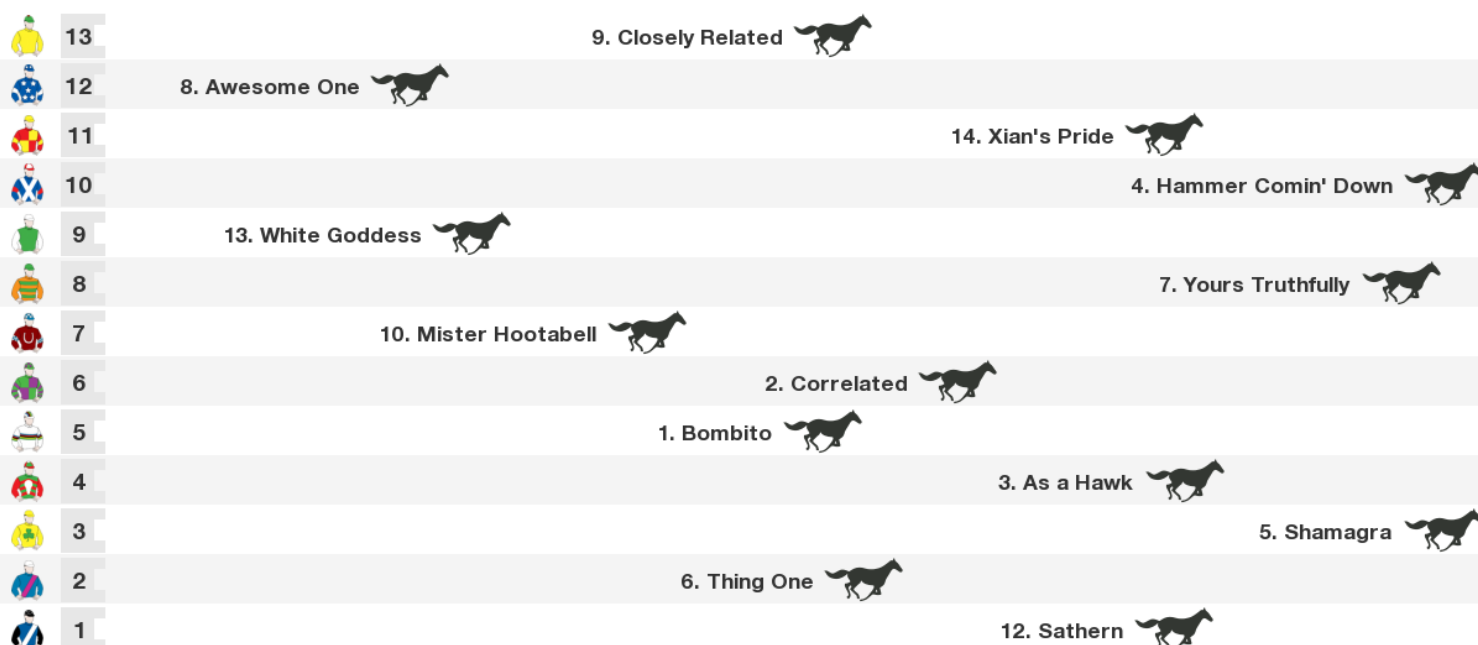 13 9. Closely Related
12 8. Awesome One
11 14. Xian's Pride
10 4. Hammer Comin' Down
9 13. White Goddess
8 7. Yours Truthfully
7 10. Mister Hootabell
6 2. Correlated
5 1. Bombito
4 3. As a Hawk
3 5. Shamagra
2 6. Thing One
1 12. Sathern